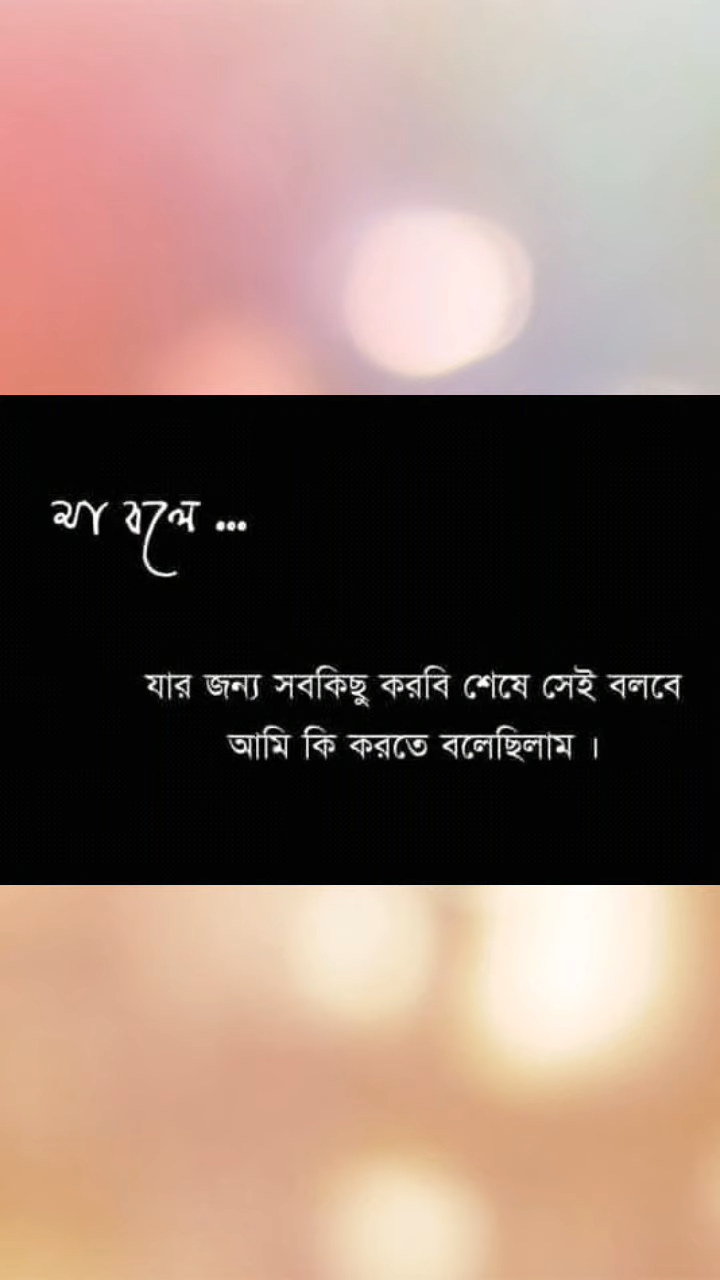 মা বলে ...
যার জন্য সবকিছু করবি শেষে সেই বলবে
আমি কি করতে বলেছিলাম ।